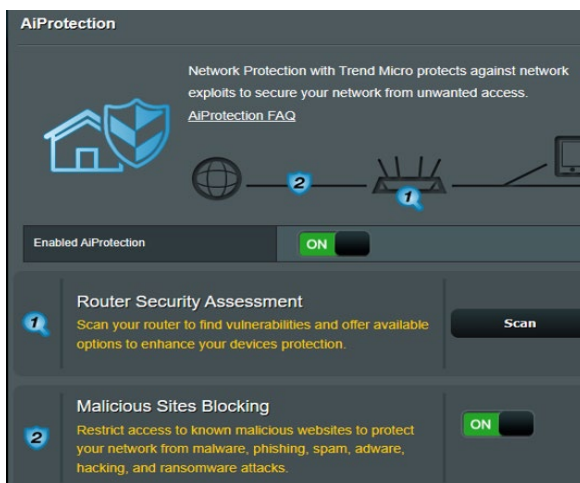 AiProtection
Network Protection with Trend Micro protects against network
exploits to secure your network from unwanted access.
AiProtection FAQ
2
1
Enabled AiProtection
ON
1
Router Security Assessment
Scan your router to find vulnerabilities and offer available
options to enhance your devices protection.
Scan
2
Malicious Sites Blocking
Restrict access to known malicious websites to protect
your network from malware, phishing, spam, adware,
hacking, and ransomware attacks.
ON